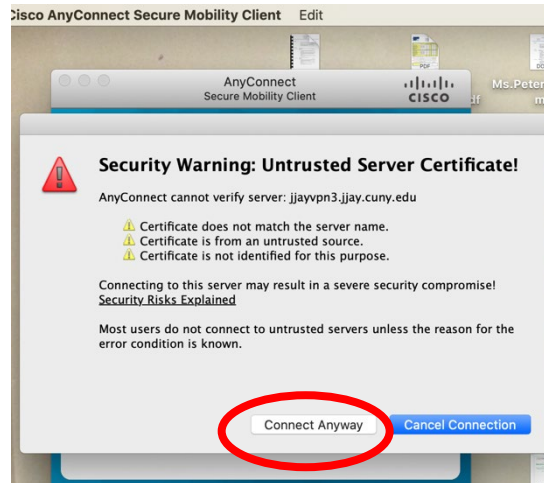 Cisco AnyConnect Secure Mobility Client Edit
AnyConnect
Secure Mobility Client
CISCO
PDF
Ms.Peter
df
Security Warning: Untrusted Server Certificate!
AnyConnect cannot verify server: jjayvpn3.jjay.cuny.edu
Certificate does not match the server name.
Certificate is from an untrusted source.
Certificate is not identified for this purpose.
Connecting to this server may result in a severe security compromise!
Security Risks Explained
Most users do not connect to untrusted servers unless the reason for the
error condition is known.
Connect Anyway Cancel Connection